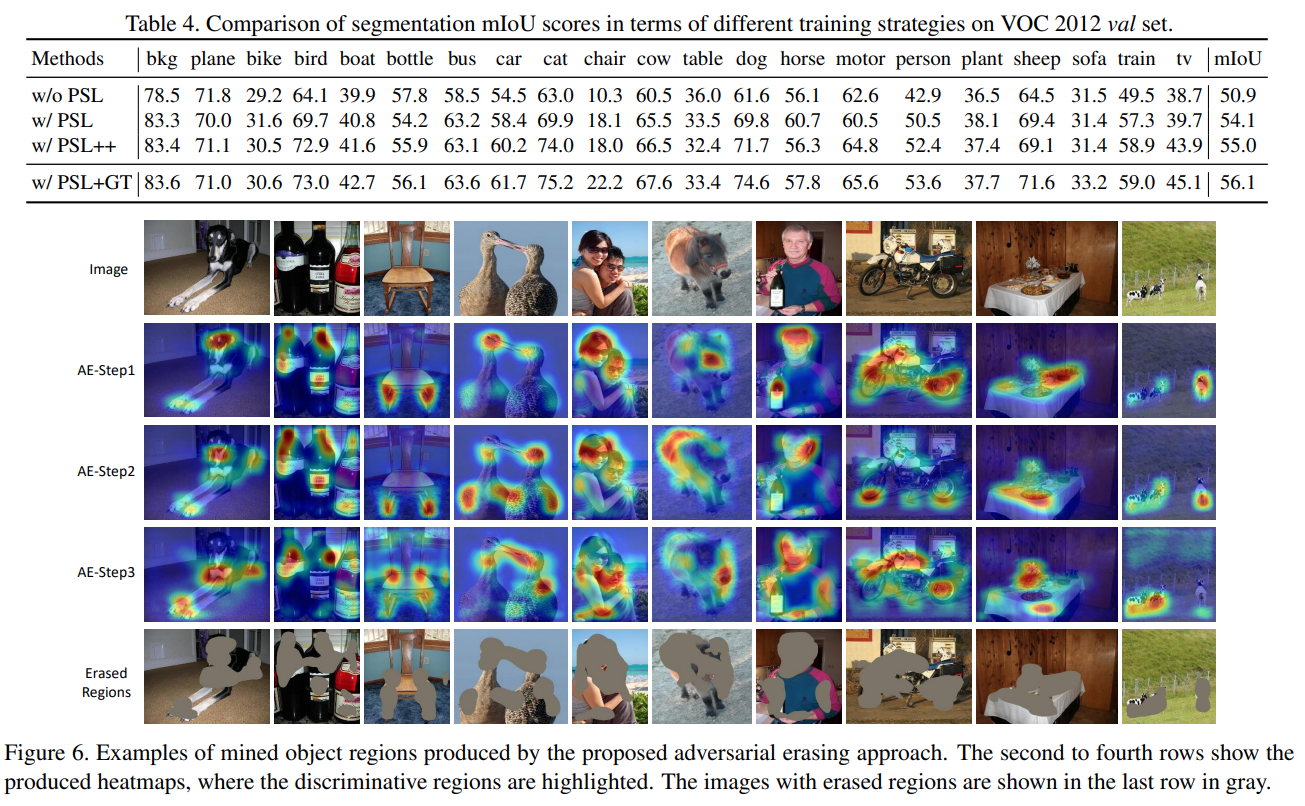 Table 4. Comparison of segmentation mIoU scores in terms of different training strategies on VOC 2012 val set.
Methods bkg plane bike bird boat bottle bus car cat chair cow table dog horse motor person plant sheep sofa train tv mIoU
w/o PSL 78.5 71.8 29.2 64.1 39.9 57.8 58.5 54.5 63.0 10.3 60.5 36.0 61.6 56.1 62.6 42.9 36.5 64.5 31.5 49.5 38.7 50.9
w/ PSL 83.3 70.0 31.6 69.7 40.8 54.2 63.2 58.4 69.9 18.1 65.5 33.5 69.8 60.7 60.5 50.5 38.1 69.4 31.4 57.3 39.7 54.1
w/ PSL++ 83.4 71.1 30.5 72.9 41.6 55.9 63.1 60.2 74.0 18.0 66.5 32.4 71.7 56.3 64.8 52.4 37.4 69.1 31.4 58.9 43.9 55.0
w/ PSL+GT 83.6 71.0 30.6 73.0 42.7 56.1 63.6 61.7 75.2 22.2 67.6 33.4 74.6 57.8 65.6 53.6 37.7 71.6 33.2 59.0 45.1 56.1
Image
AE-Step1
AE-Step2
AE-Step3
Erased
Regions
Figure 6. Examples of mined object regions produced by the proposed adversarial erasing approach. The second to fourth rows show the
produced heatmaps, where the discriminative regions are highlighted. The images with erased regions are shown in the last row in gray.